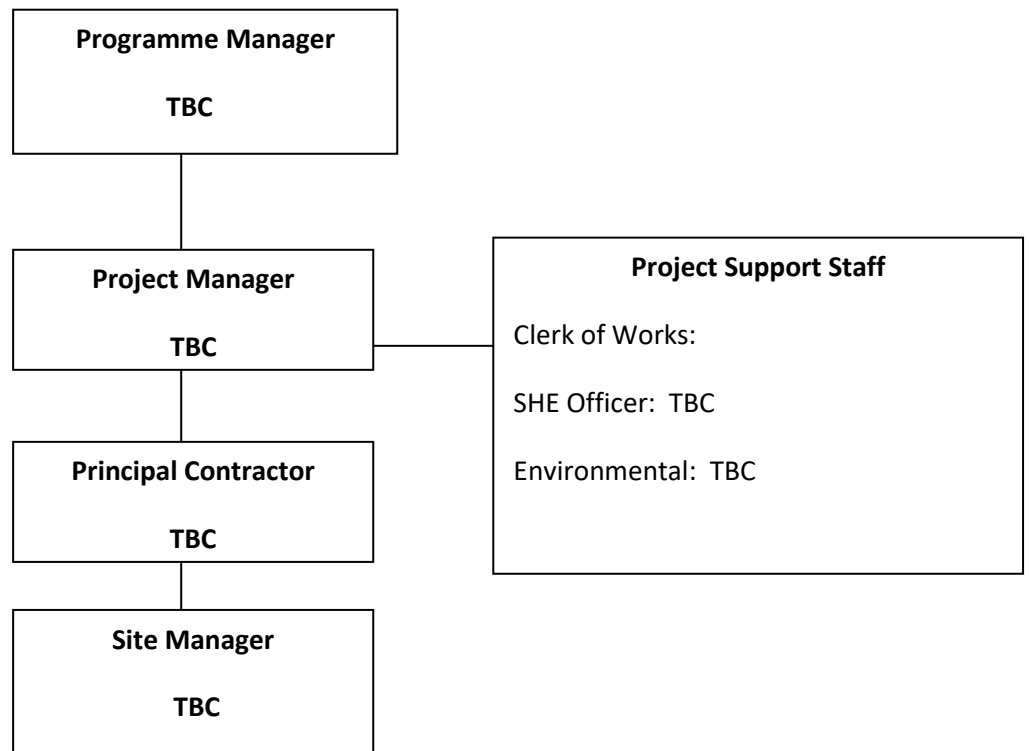 Programme Manager
TBC
Project Manager
TBC
Project Support Staff
Clerk of Works:
SHE Officer:  TBC
Environmental:  TBC
Principal Contractor
TBC
Site Manager
TBC